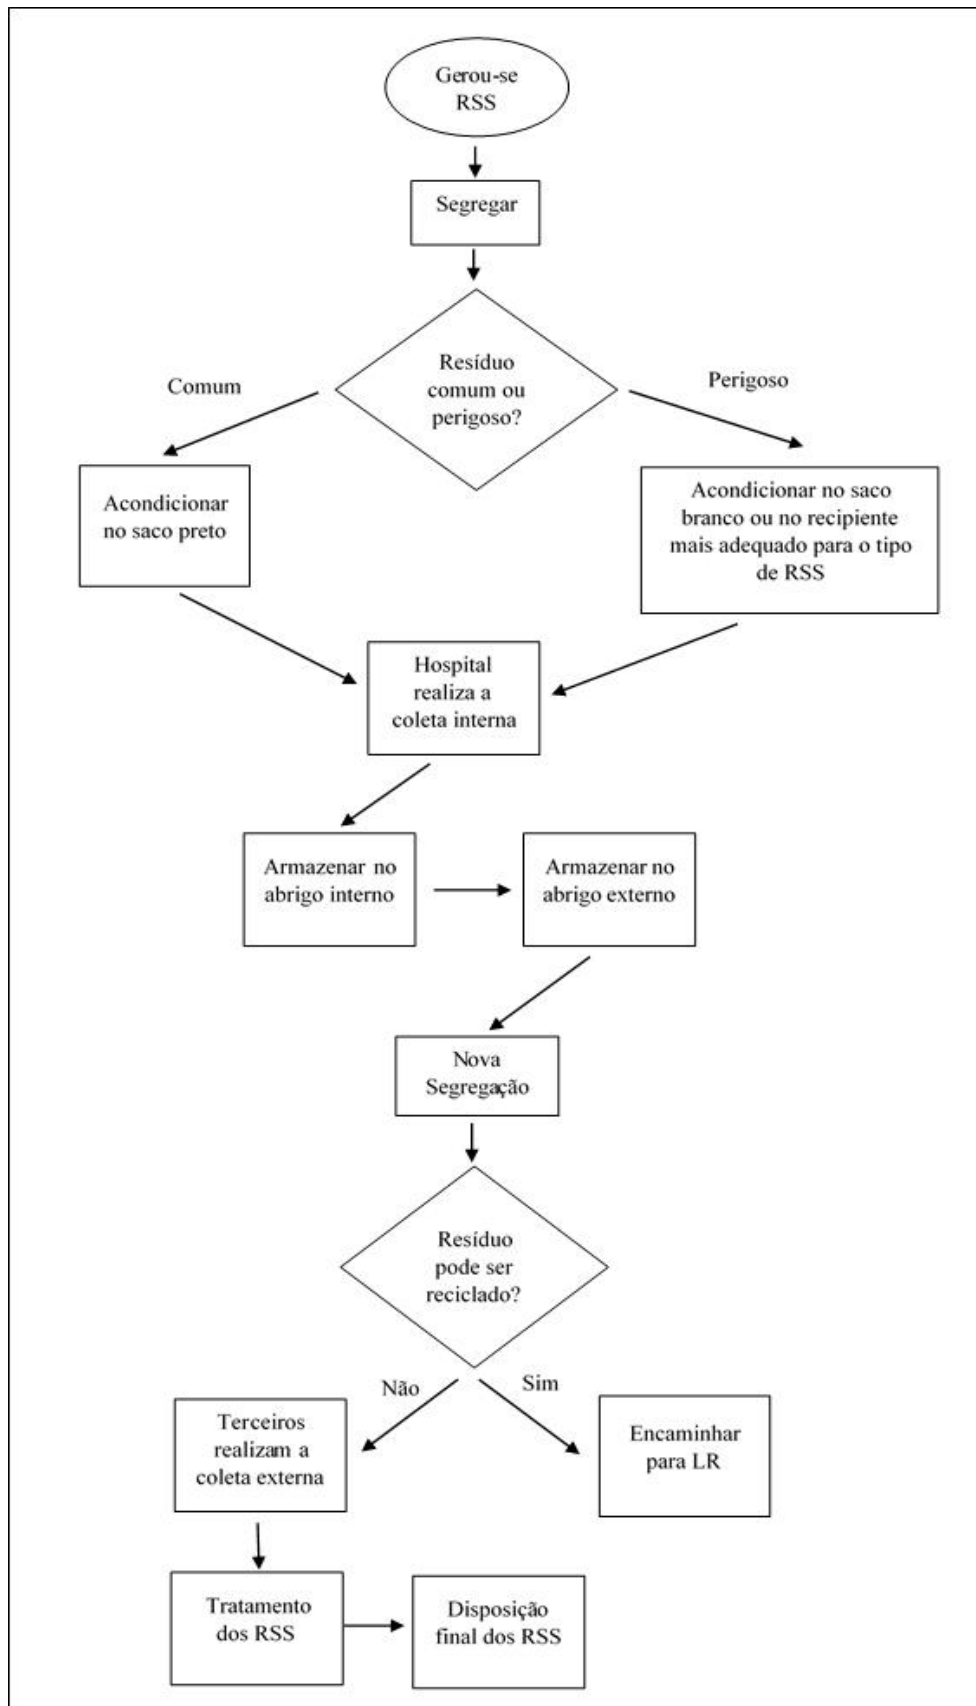 Gerou-se
RSS
Segregar
Resíduo
comum ou
perigoso?
Comum
Perigoso
Acondicionar
no saco preto
Acondicionar no saco
branco ou no recipiente
mais adequado para o tipo
de RSS
Hospital
realiza a
coleta interna
Armazenar no
abrigo interno
Armazenar no
abrigo externo
Nova
Segregação
Resíduo
pode ser
reciclado?
Não
Sim
Terceiros
realizam a
coleta externa
Encaminhar
para LR
Tratamento
dos RSS
Disposição
final dos RSS